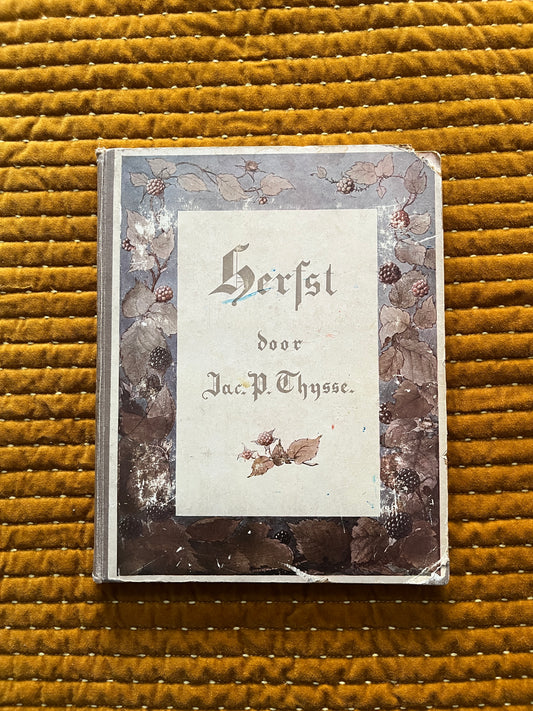 Herfst
door
Jac. P. Thysse.